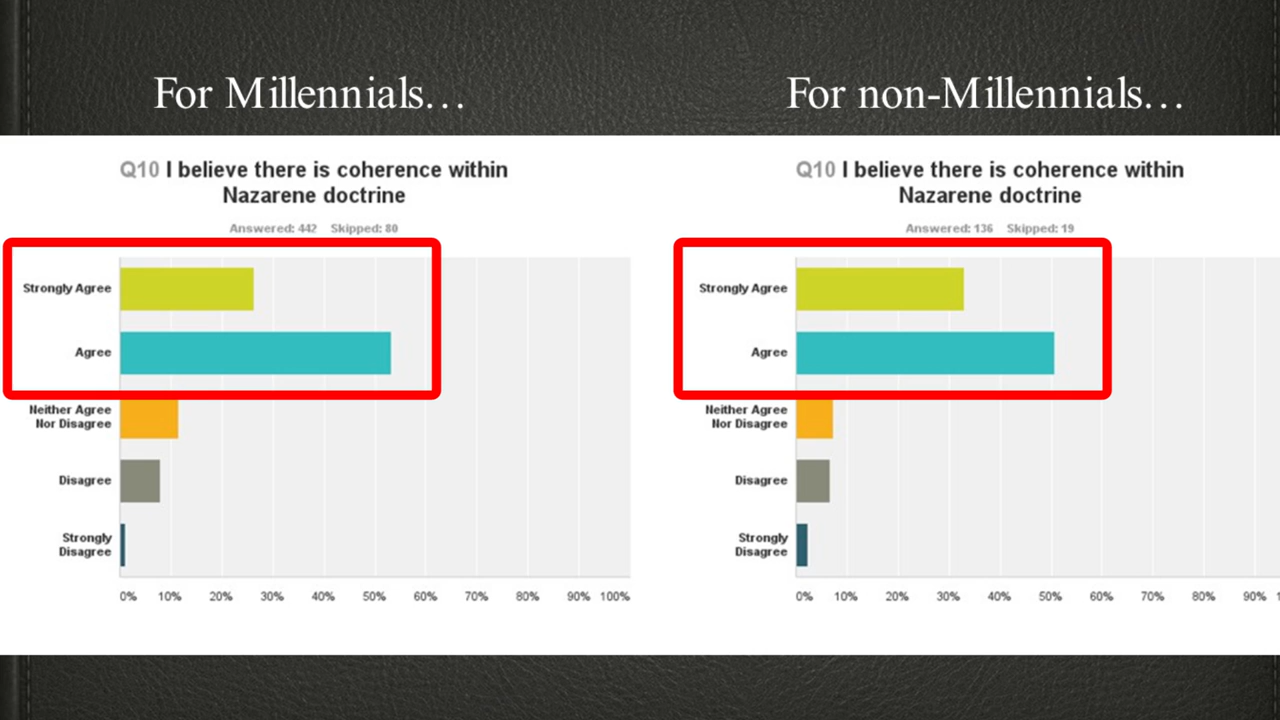 For Millennials…
For non-Millennials…
Q10 I believe there is coherence within
Nazarene doctrine
Answered: 442 Skipped: 80
Strongly Agree
Agree
Neither Agree
Nor Disagree
Disagree
Strongly
Disagree
0% 10% 20% 30% 40% 50% 60% 70% 80% 90% 100%
Q10 I believe there is coherence within
Nazarene doctrine
Answered: 136 Skipped: 19
Strongly Agree
Agree
Neither Agree
Nor Disagree
Disagree
Strongly
Disagree
0% 10% 20% 30% 40% 50% 60% 70% 80% 90% 1